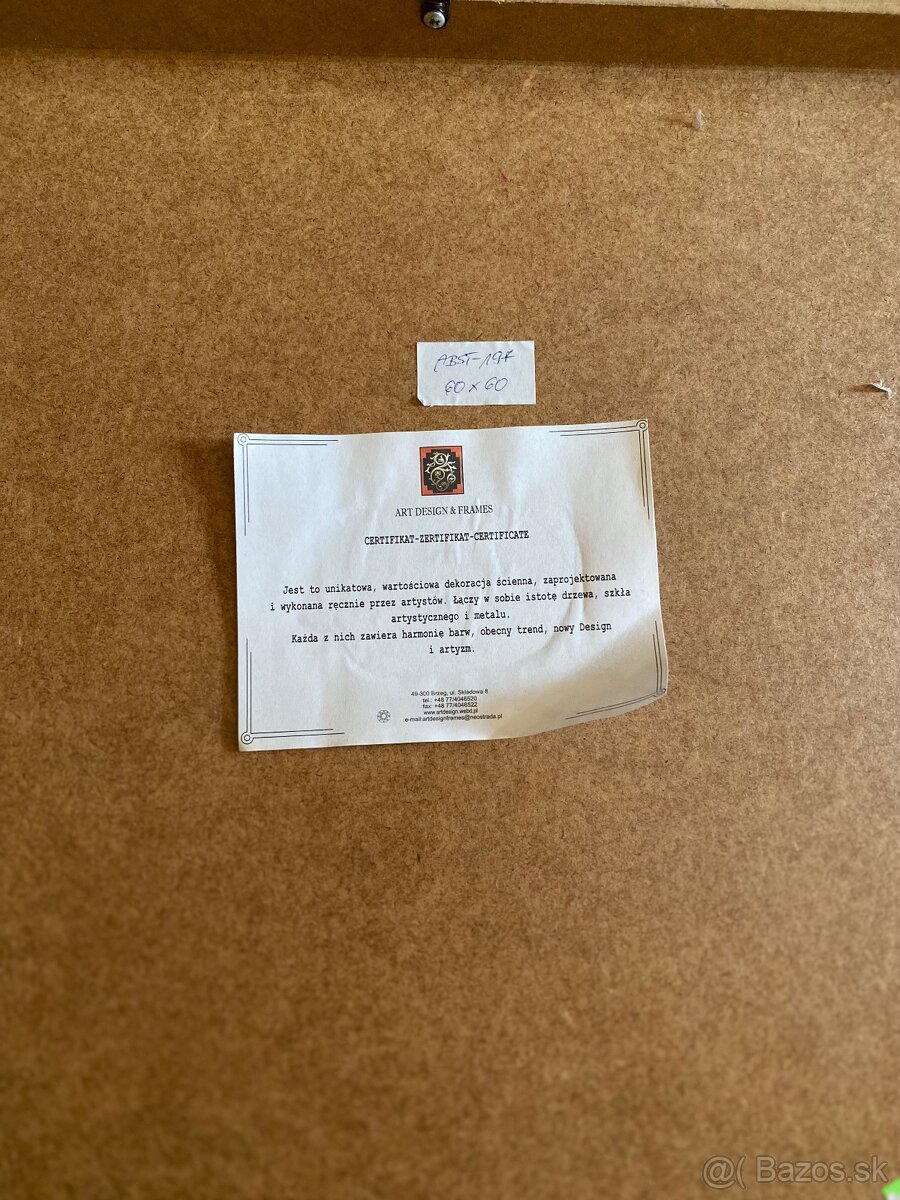 ABST-197
60 x 60
ART DESIGN & FRAMES
CERTIFIKAT-ZERTIFIKAT-CERTIFICATE
Jest to unikatowa, wartościowa dekoracja ścienna, zaprojektowana
i wykonana ręcznie przez artystów. Łączy w sobie istotę drzewa, szkła
artystycznego i metalu.
Każda z nich zawiera harmonię barw, obecny trend, nowy Design
i artyzm.
49-300 Brzeg, ul. Składowa 8
tel.: +48 77/4046520
fax: +48 77/4046522
www.artdesign.webd.pl
e-mail:artdesignframes@neostrada.pl
@( Bazos.sk